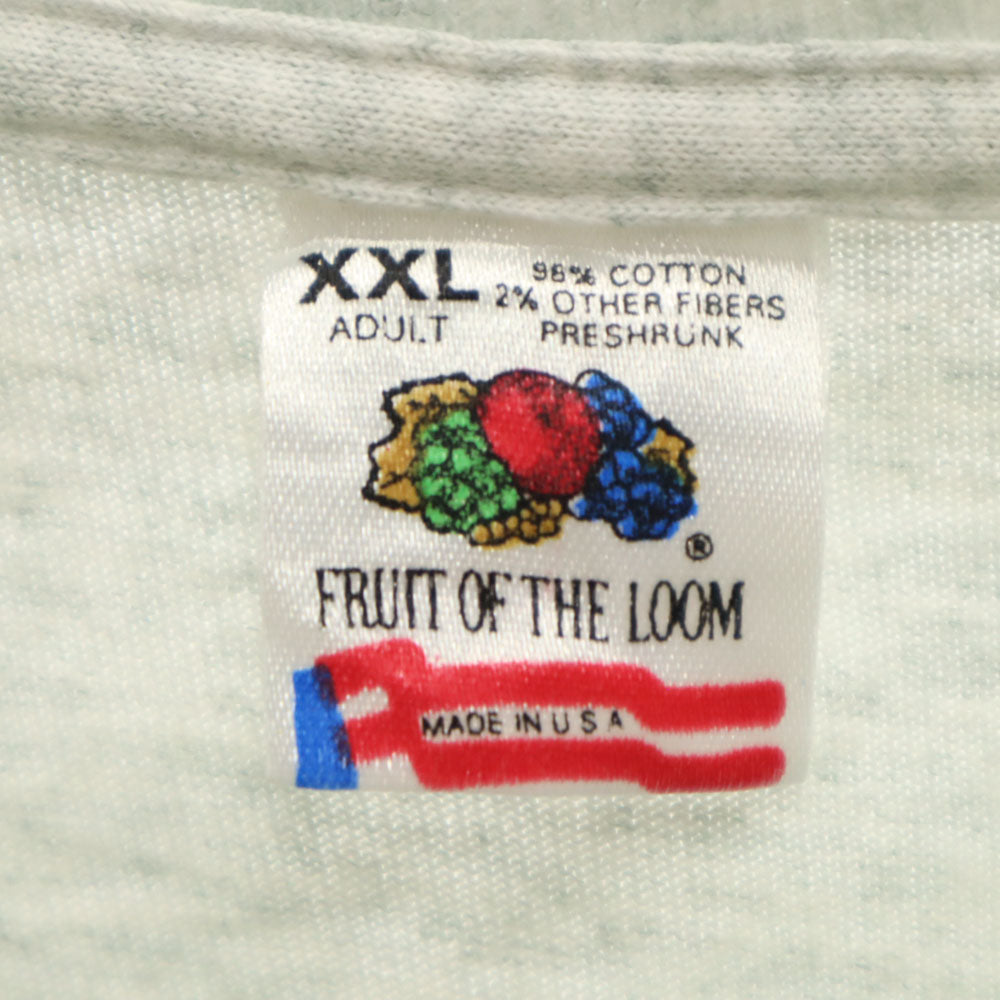 XXL
ADULT
98% COTTON
2% OTHER FIBERS
PRESHRUNK
®
FRUIT OF THE LOOM
MADE IN U S A